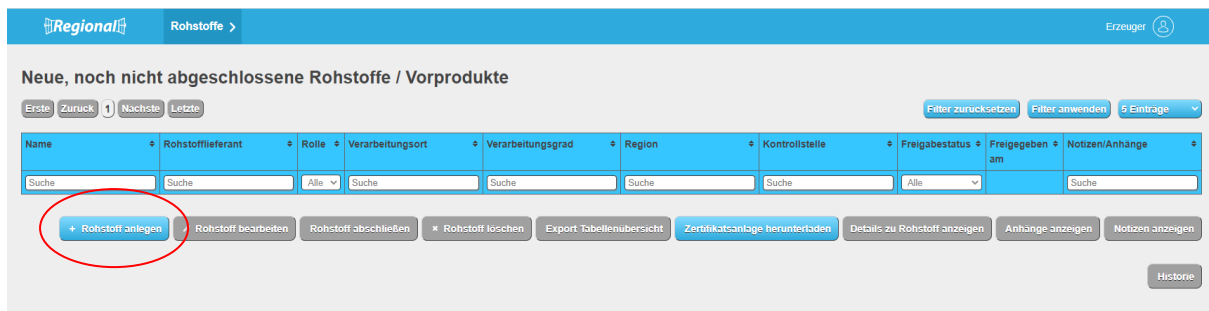 Regional
Rohstoffe >
Erzeuger
Neue, noch nicht abgeschlossene Rohstoffe / Vorprodukte
Erste Zurück 1 Nächste Letzte
Filter zurücksetzen Filter anwenden 5 Einträge
Name Rohstofflieferant Rolle Verarbeitungsort Verarbeitungsgrad Region Kontrollstelle Freigabestatus Freigegeben am Notizen/Anhänge
Suche Suche Alle Suche Suche Suche Suche Alle Suche
+ Rohstoff anlegen Rohstoff bearbeiten Rohstoff abschließen × Rohstoff löschen Export Tabellenübersicht Zertifikatsanlage herunterladen Details zu Rohstoff anzeigen Anhänge anzeigen Notizen anzeigen
Historie